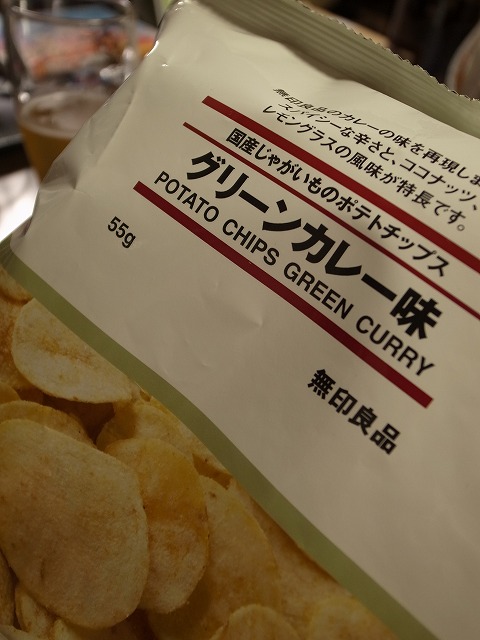 無印良品のカレーの味を再現しま
スパイシーな辛さと、ココナッツ、
レモングラスの風味が特長です。
国産じゃがいものポテトチップス
グリーンカレー味
POTATO CHIPS GREEN CURRY
55g
無印良品